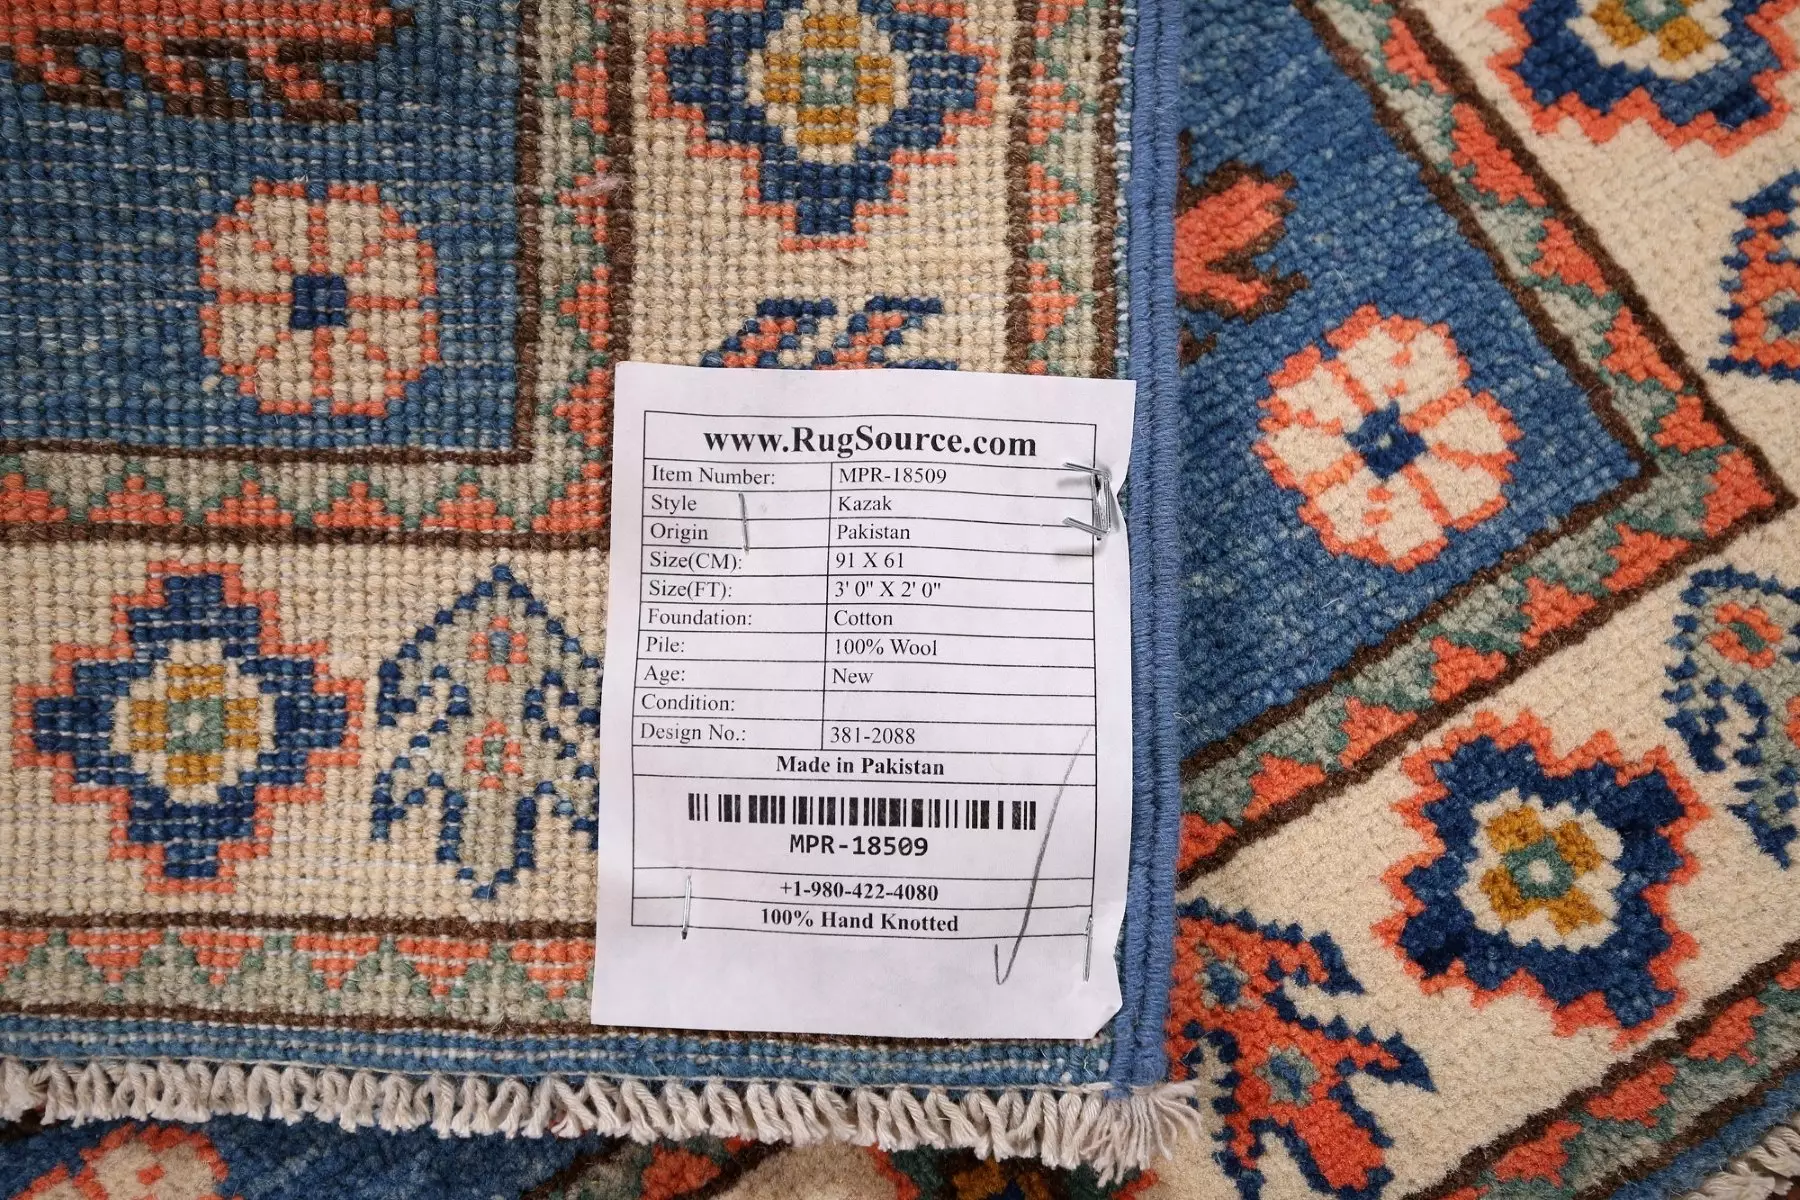 www.RugSource.com
Item Number: MPR-18509
Style Kazak
Origin Pakistan
Size(CM): 91 X 61
Size(FT): 3' 0" X 2' 0"
Foundation: Cotton
Pile: 100% Wool
Age: New
Condition:
Design No.: 381-2088
Made in Pakistan
MPR-18509
+1-980-422-4080
100% Hand Knotted